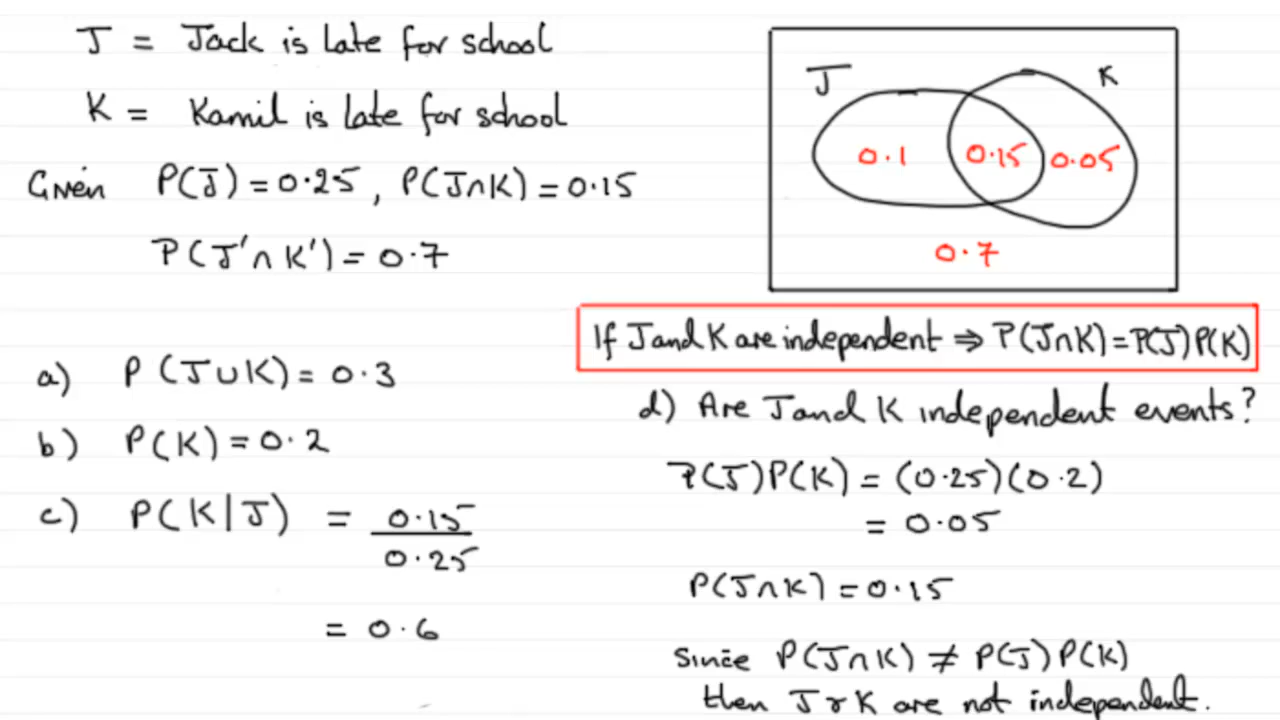 J = Jack is late for school
K = Kamil is late for school
Given P(J) = 0.25, P(J∩K) = 0.15
P(J'∩K') = 0.7
J K
0.1 0.15 0.05
0.7
a) P(J∪K) = 0.3
b) P(K) = 0.2
c) P(K|J) = 0.15
0.25
= 0.6
If J and K are independent ⇒ P(J∩K) = P(J)P(K)
d) Are J and K independent events?
P(J)P(K) = (0.25)(0.2)
= 0.05
P(J∩K) = 0.15
Since P(J∩K) ≠ P(J)P(K)
then J & K are not independent.